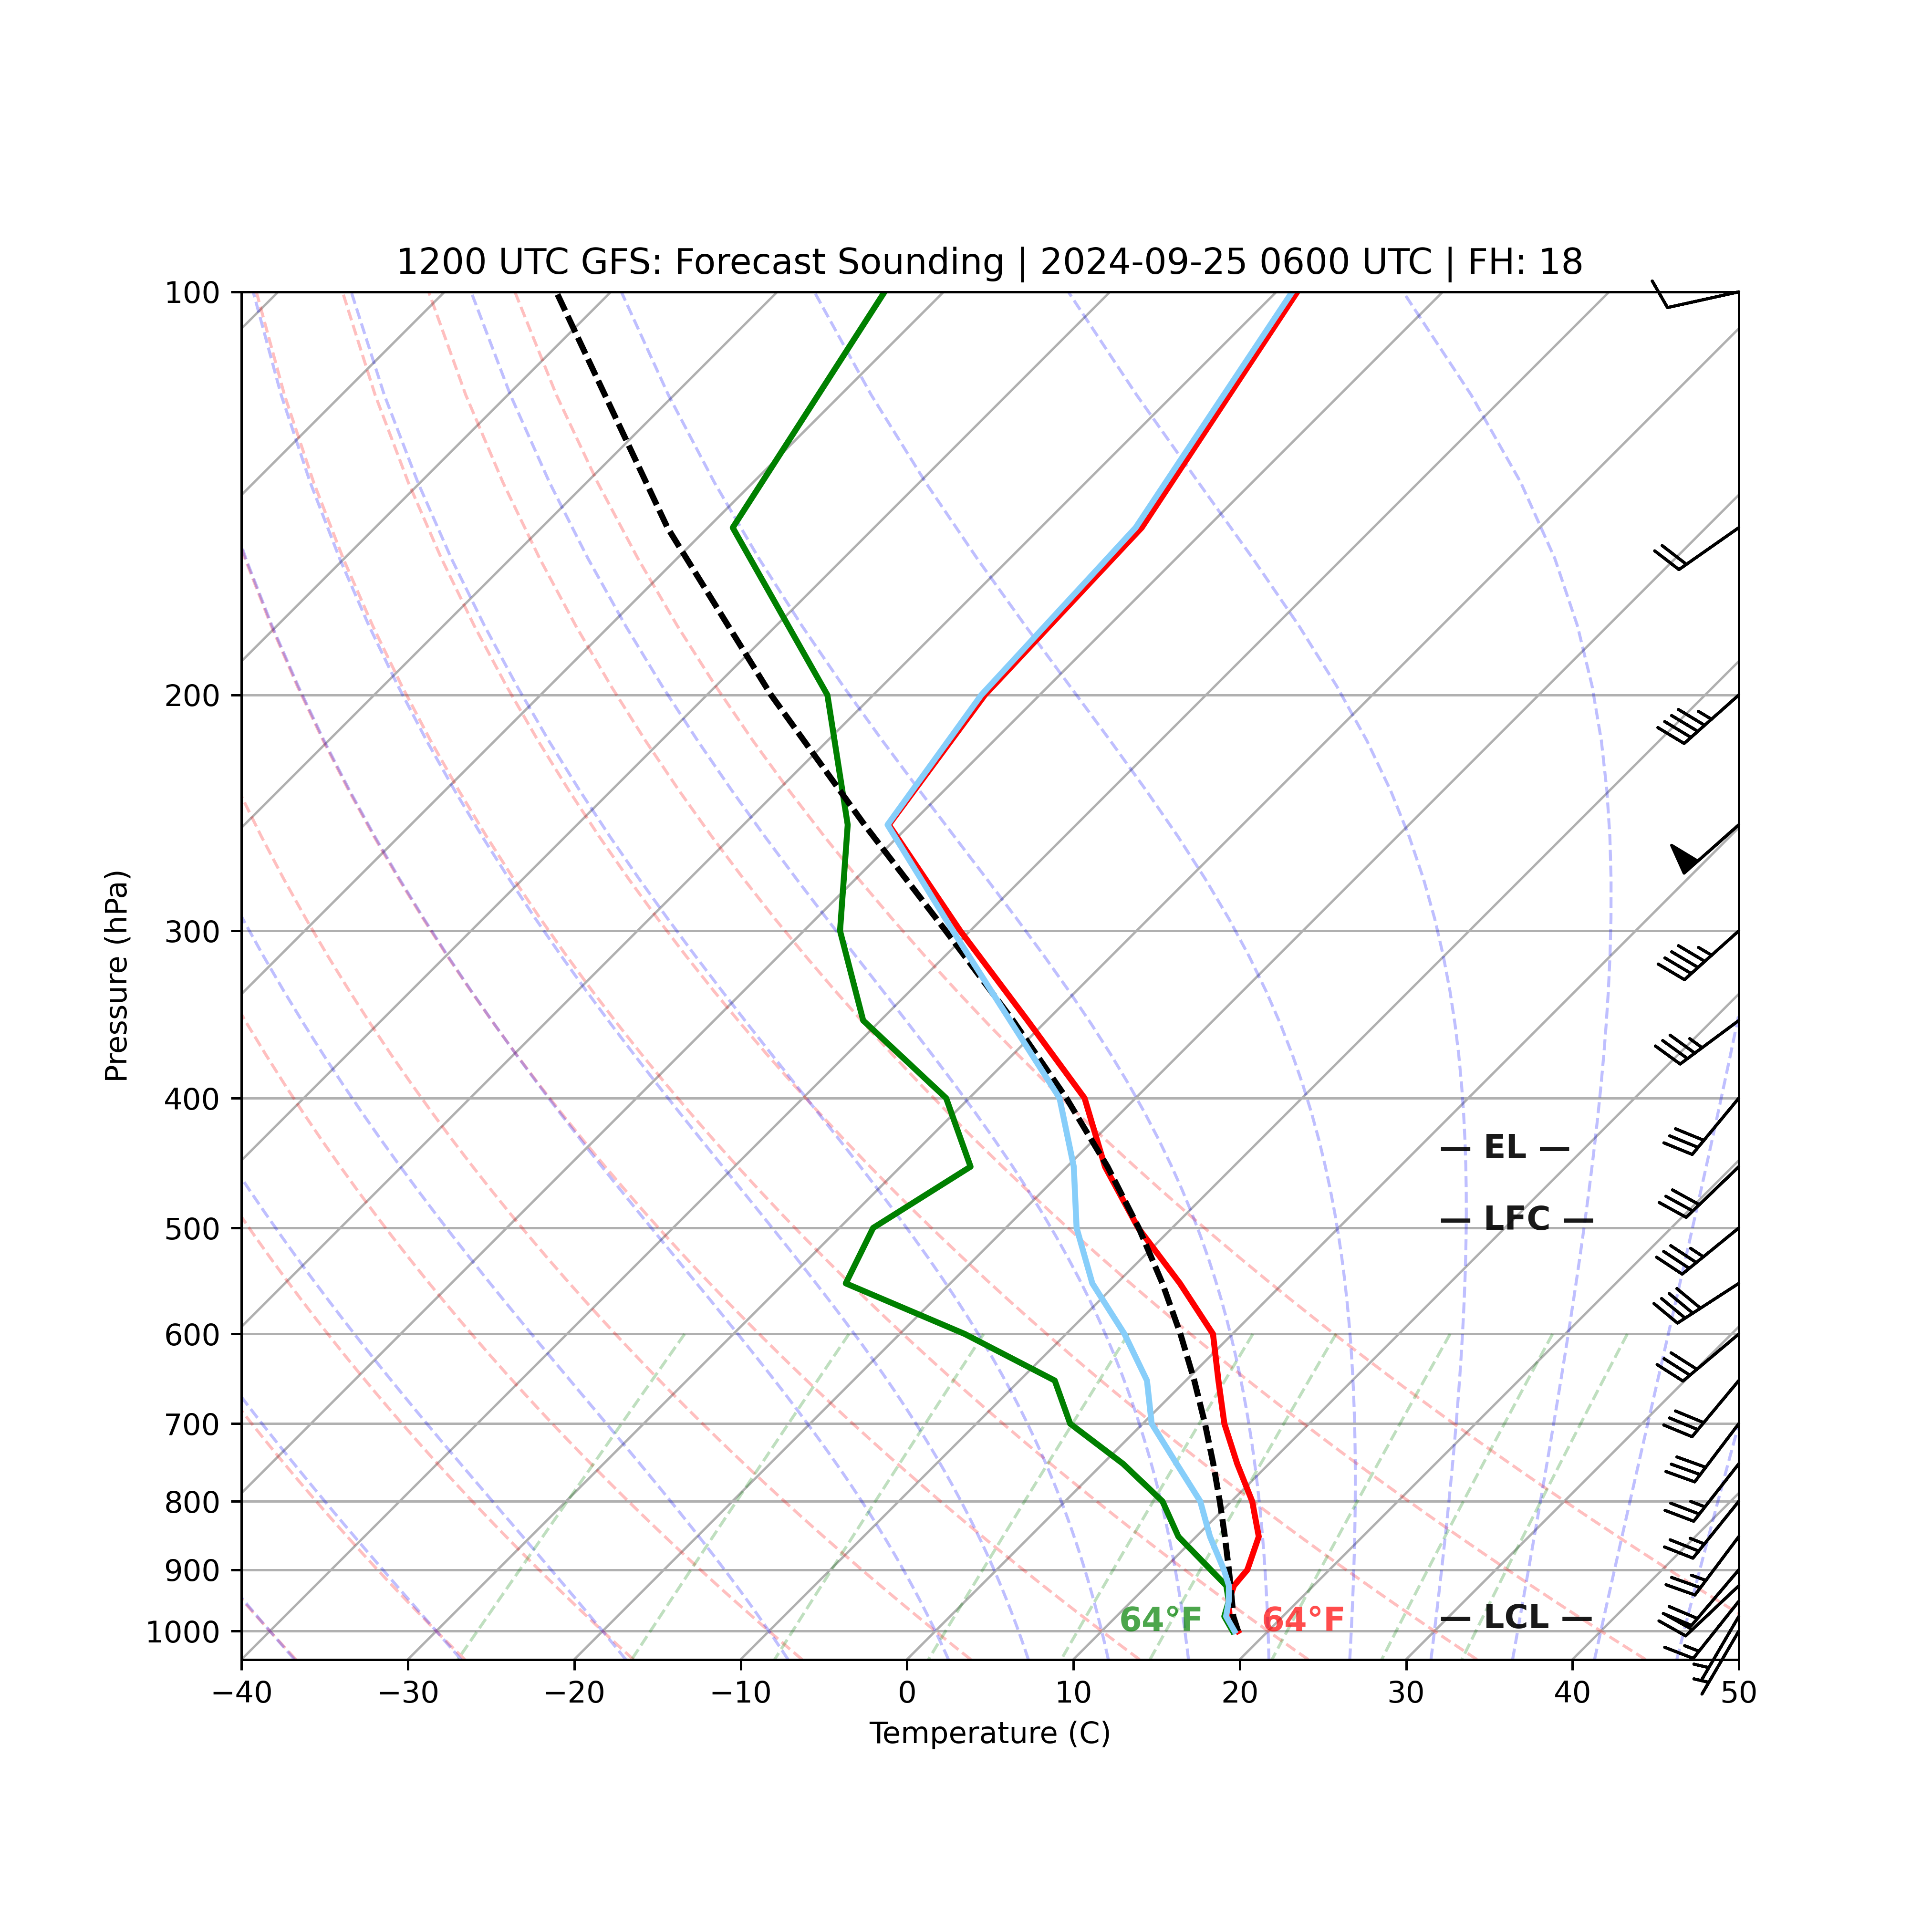 1200 UTC GFS: Forecast Sounding | 2024-09-25 0600 UTC | FH: 18
100
200
300
400
500
600
700
800
900
1000
Pressure (hPa)
— EL —
— LFC —
— LCL —
64°F 64°F
−40 −30 −20 −10 0 10 20 30 40 50
Temperature (C)